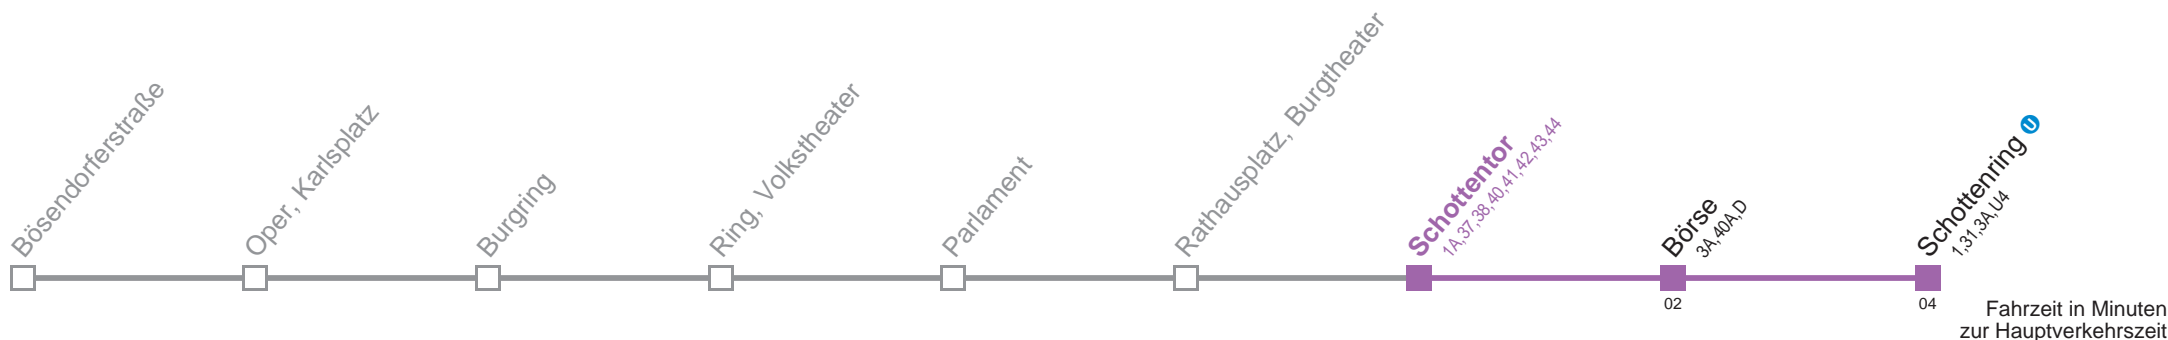 Bösendorferstraße
Oper, Karlsplatz
Burgring
Ring, Volkstheater
Parlament
Rathausplatz, Burgtheater
Schottentor
1A,37,38,40,41,42,43,44
Börse
3A,40A,D
Schottenring U
1,31,3A,U4
02
04
Fahrzeit in Minuten
zur Hauptverkehrszeit